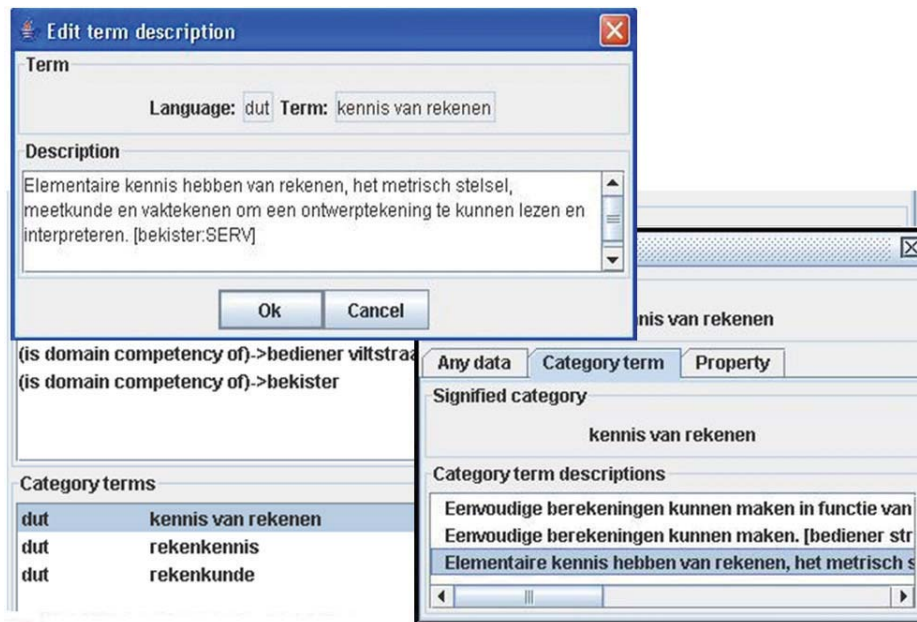 Edit term description
Term
Language: dut Term: kennis van rekenen
Description
Elementaire kennis hebben van rekenen, het metrisch stelsel,
meetkunde en vaktekenen om een ontwerptekening te kunnen lezen en
interpreteren. [bekister:SERV]
Ok Cancel
(is domain competency of)->bediener viltstraa
(is domain competency of)->bekister
Category terms
dut kennis van rekenen
dut rekenkennis
dut rekenkunde
nis van rekenen
Any data Category term Property
Signified category
kennis van rekenen
Category term descriptions
Eenvoudige berekeningen kunnen maken in functie van
Eenvoudige berekeningen kunnen maken. [bediener str
Elementaire kennis hebben van rekenen, het metrisch s